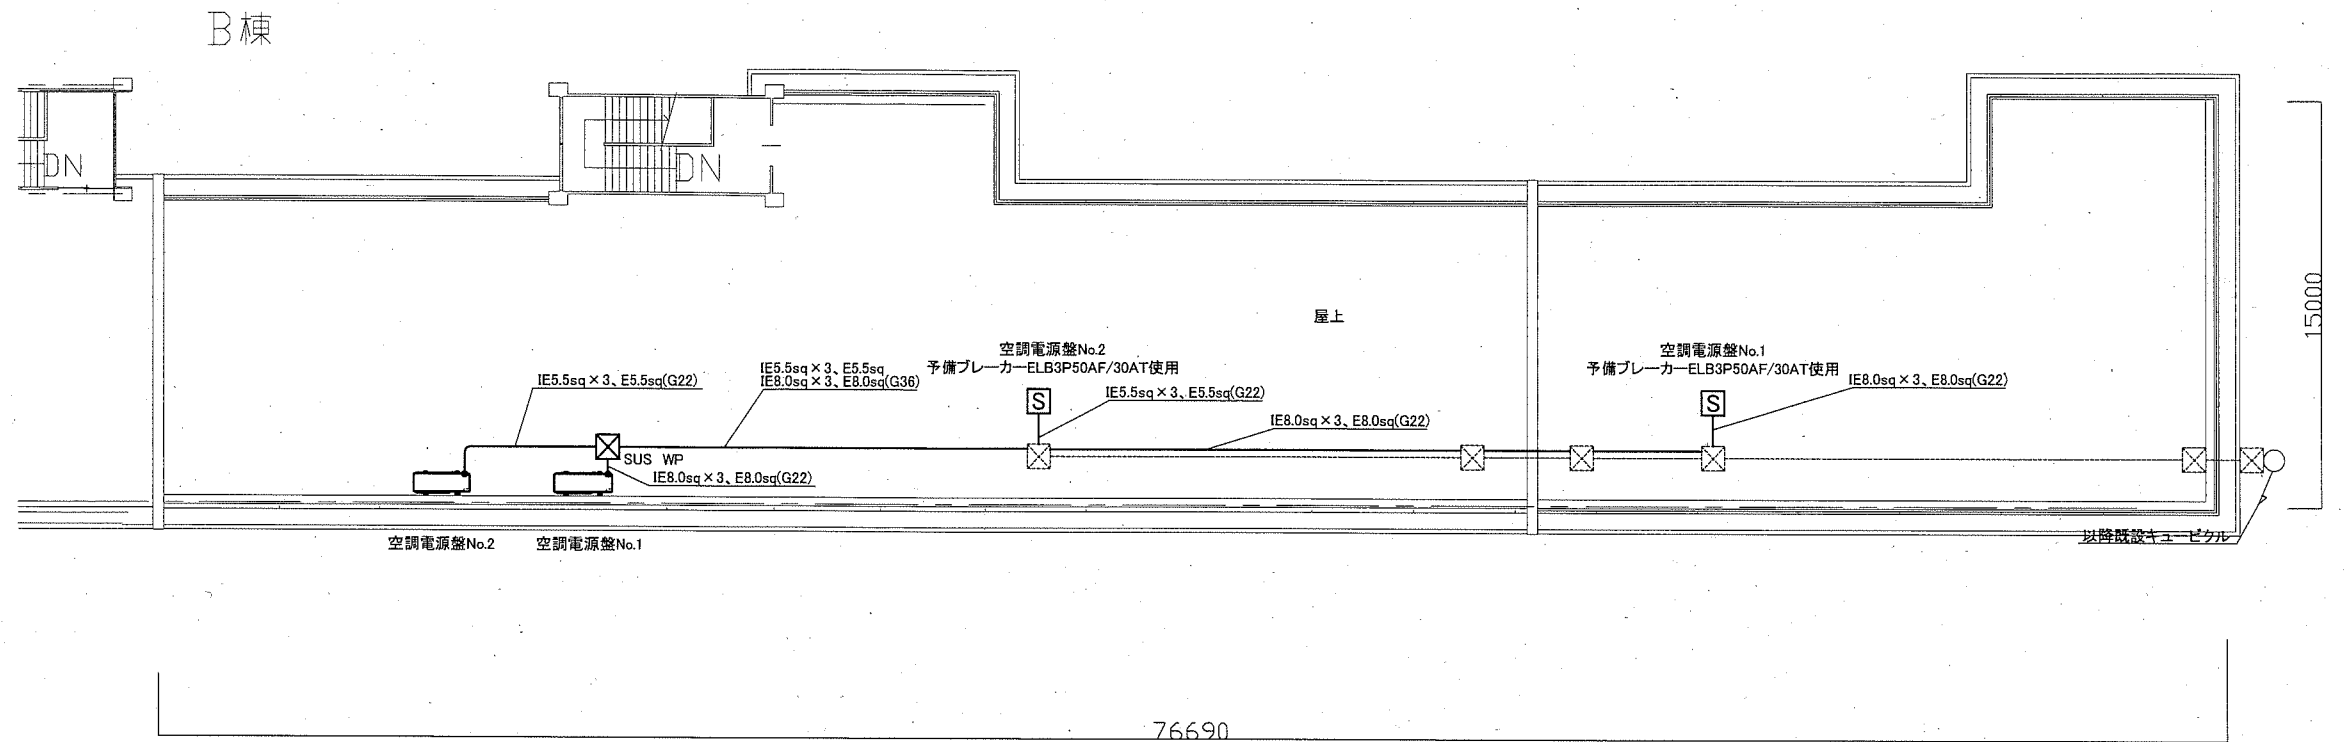 B棟
DN
DN
屋上
15000
空調電源盤No.2
予備ブレーカーELB3P50AF/30AT使用
空調電源盤No.1
予備ブレーカーELB3P50AF/30AT使用
IE5.5sq×3、E5.5sq(G22)
IE5.5sq×3、E5.5sq
IE8.0sq×3、E8.0sq(G36)
S
IE5.5sq×3、E5.5sq(G22)
IE8.0sq×3、E8.0sq(G22)
S
IE8.0sq×3、E8.0sq(G22)
SUS WP
IE8.0sq×3、E8.0sq(G22)
空調電源盤No.2
空調電源盤No.1
以降既設キュービクル
76690